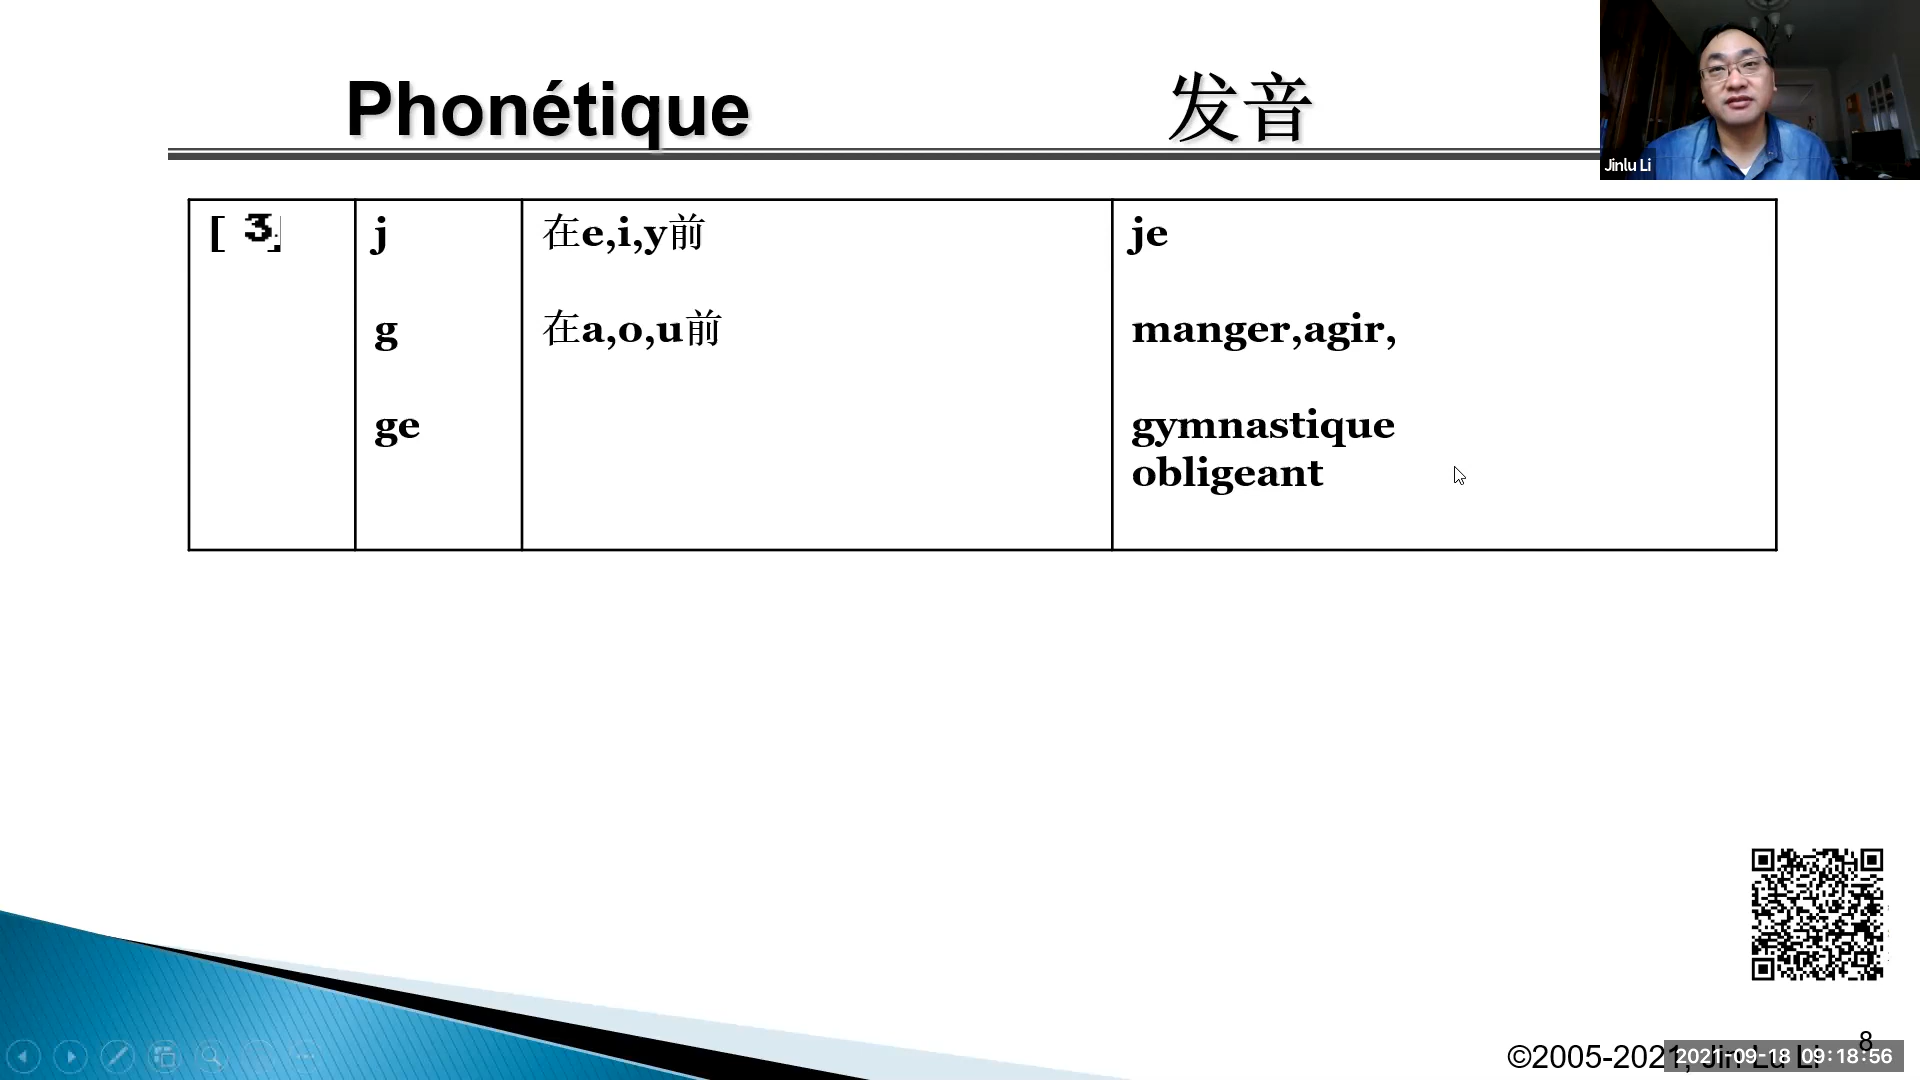 Phonétique 发音
Jinlu Li
[ ʒ] j 在e,i,y前 je
g 在a,o,u前 manger,agir,
ge gymnastique
obligeant
8
©2005-2021, Jin Lu Li
2021-09-18 09:18:56